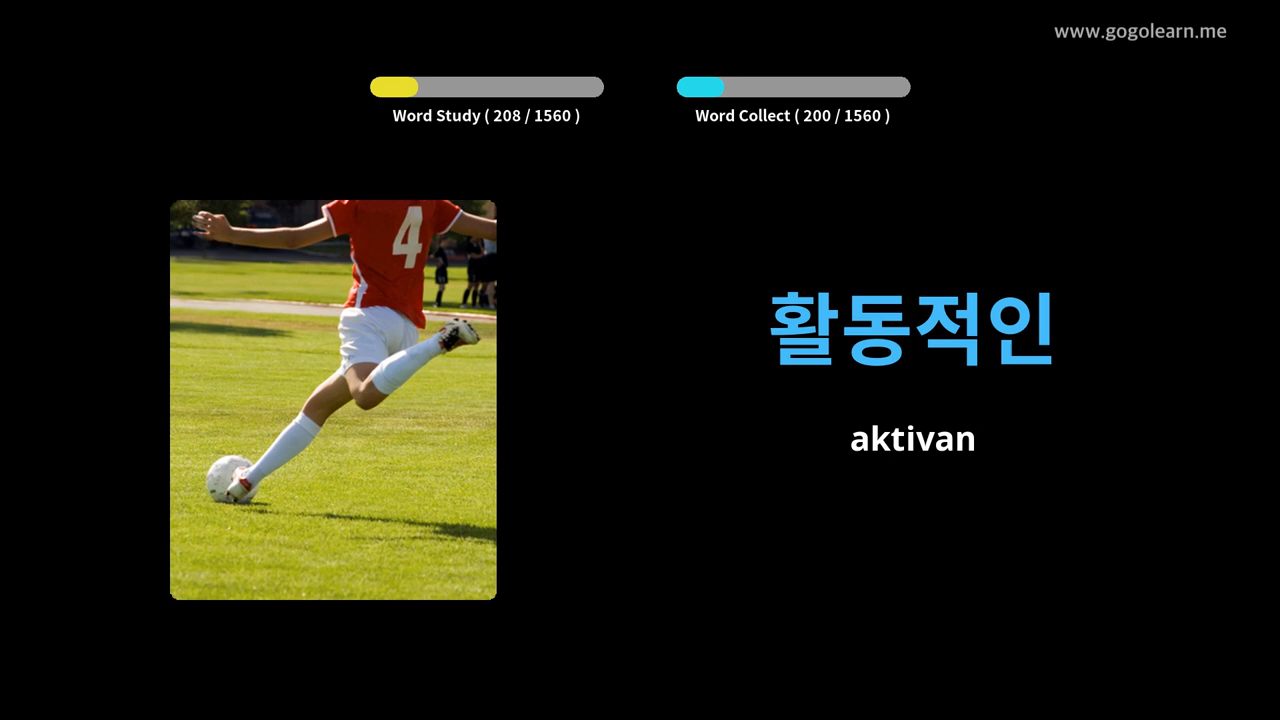 www.gogolearn.me
Word Study ( 208 / 1560 )
Word Collect ( 200 / 1560 )
4
활동적인
aktivan